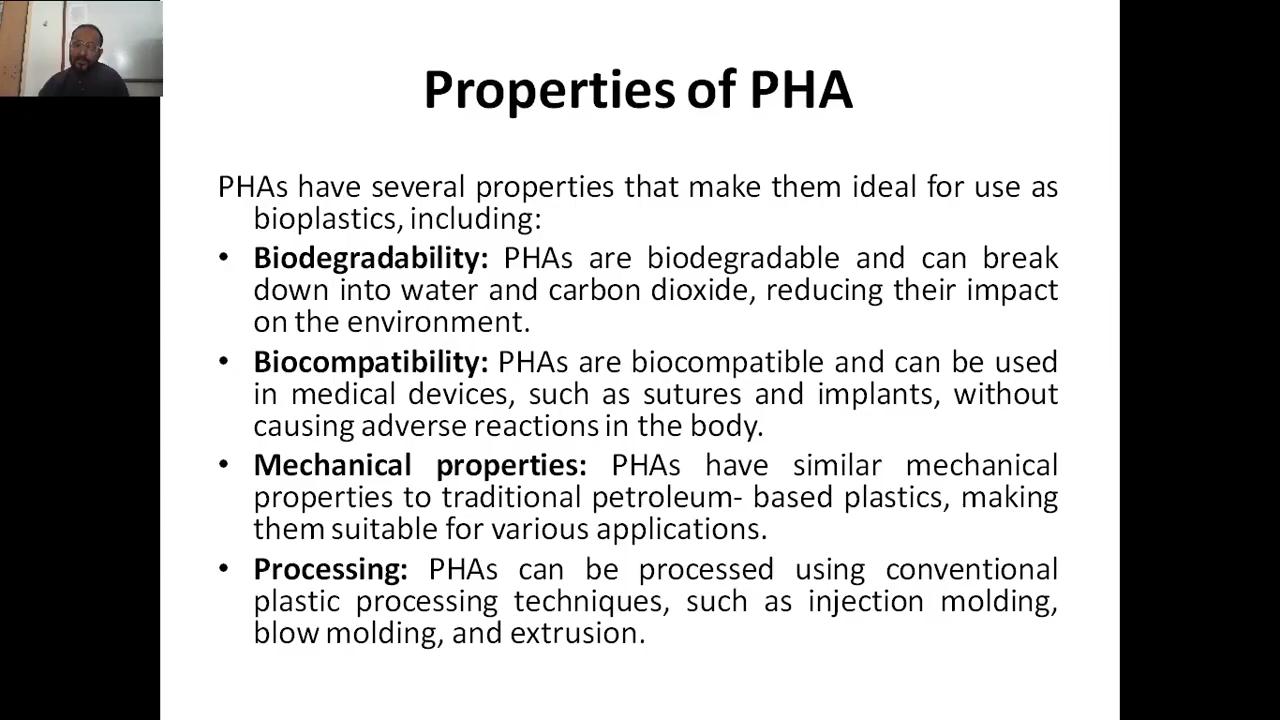 Properties of PHA
PHAs have several properties that make them ideal for use as
bioplastics, including:
• Biodegradability: PHAs are biodegradable and can break
down into water and carbon dioxide, reducing their impact
on the environment.
• Biocompatibility: PHAs are biocompatible and can be used
in medical devices, such as sutures and implants, without
causing adverse reactions in the body.
• Mechanical properties: PHAs have similar mechanical
properties to traditional petroleum- based plastics, making
them suitable for various applications.
• Processing: PHAs can be processed using conventional
plastic processing techniques, such as injection molding,
blow molding, and extrusion.